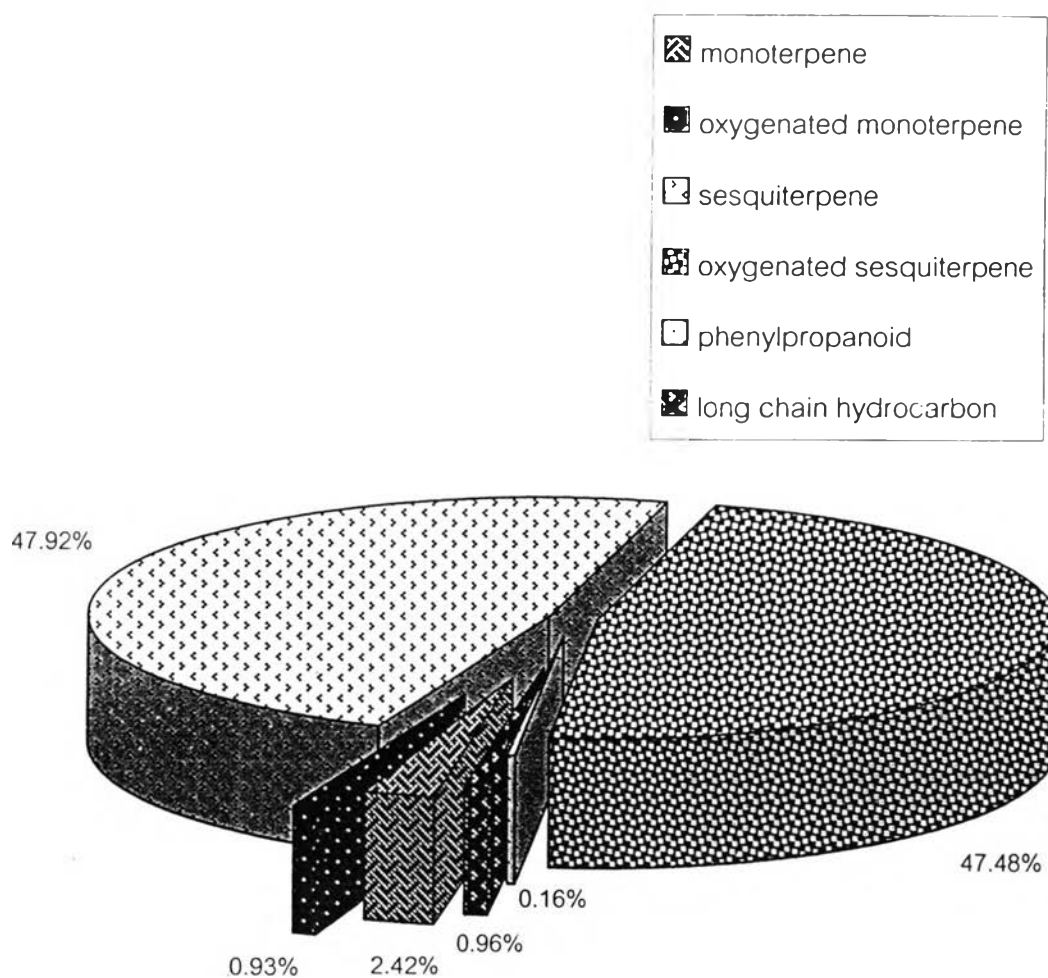 monoterpene
oxygenated monoterpene
sesquiterpene
oxygenated sesquiterpene
phenylpropanoid
long chain hydrocarbon
47.92%
47.48%
0.16%
0.96%
2.42%
0.93%